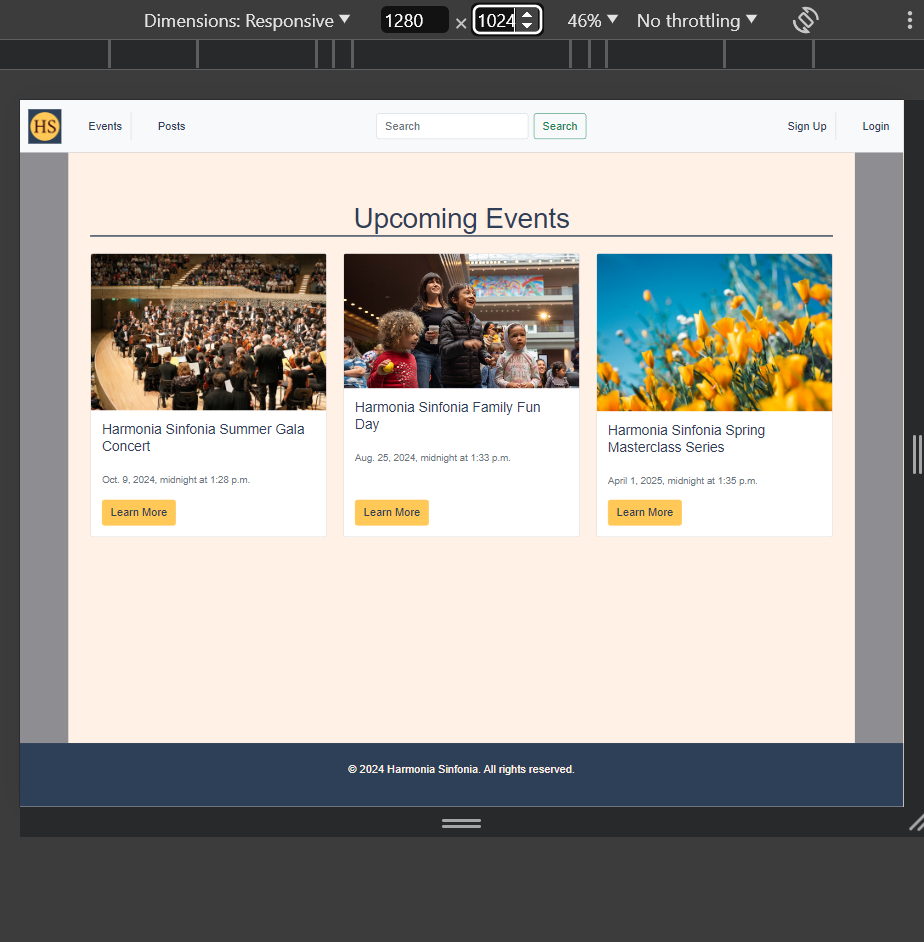 Dimensions: Responsive 1280 × 1024 46% No throttling
HS Events Posts Search Search Sign Up Login
Upcoming Events
Harmonia Sinfonia Summer Gala
Concert
Oct. 9, 2024, midnight at 1:28 p.m.
Learn More
Harmonia Sinfonia Family Fun
Day
Aug. 25, 2024, midnight at 1:33 p.m.
Learn More
Harmonia Sinfonia Spring
Masterclass Series
April 1, 2025, midnight at 1:35 p.m.
Learn More
© 2024 Harmonia Sinfonia. All rights reserved.